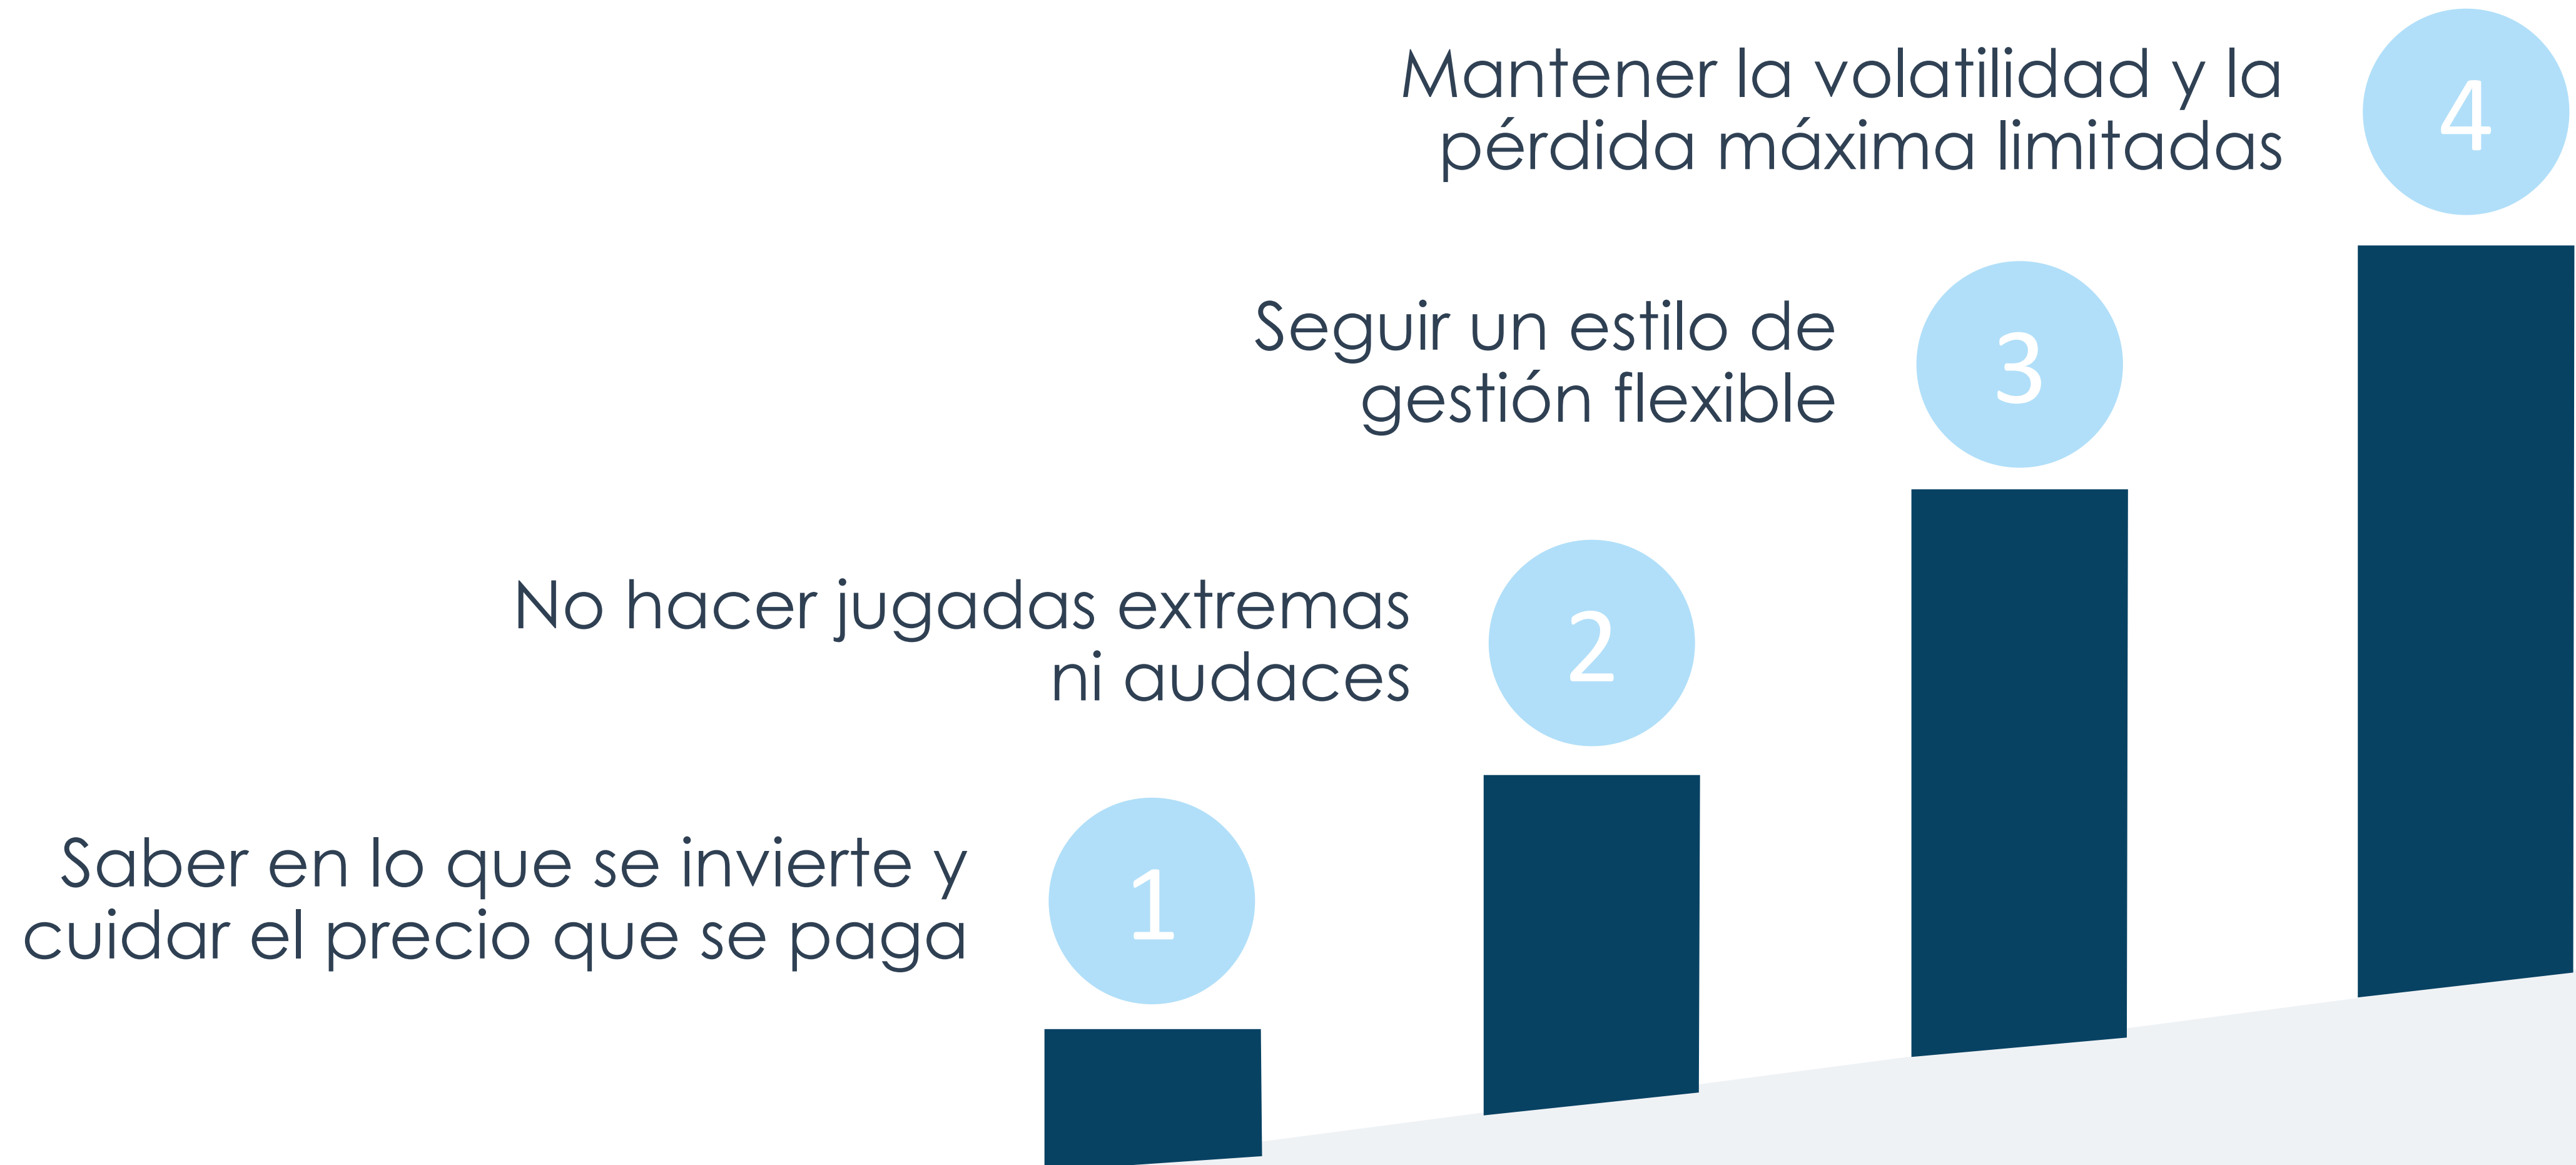 Mantener la volatilidad y la
pérdida máxima limitadas
4
Seguir un estilo de
gestión flexible
3
No hacer jugadas extremas
ni audaces
2
Saber en lo que se invierte y
cuidar el precio que se paga
1